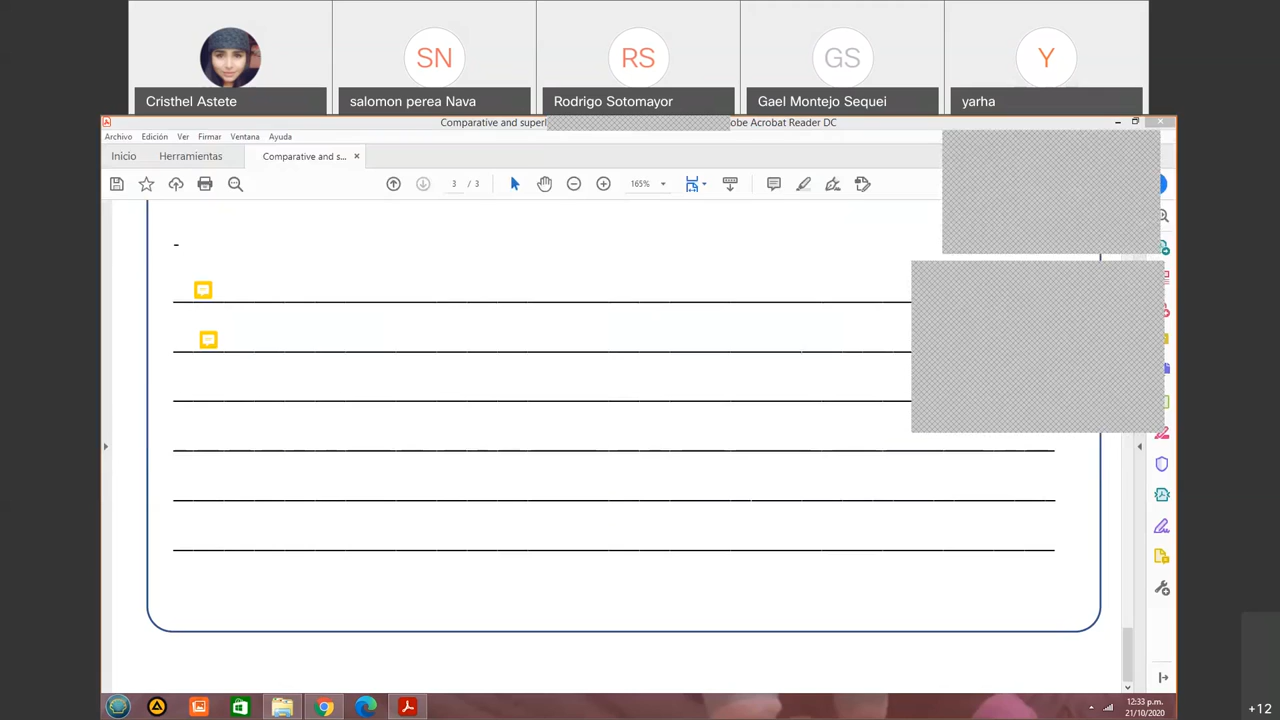 SN
RS
GS
Y
Cristhel Astete
salomon perea Nava
Rodrigo Sotomayor
Gael Montejo Sequei
yarha
Comparative and superl
obe Acrobat Reader DC
Archivo Edición Ver Firmar Ventana Ayuda
Inicio Herramientas Comparative and s... ×
3 / 3 165%
-
12:33 p.m.
21/10/2020
+12